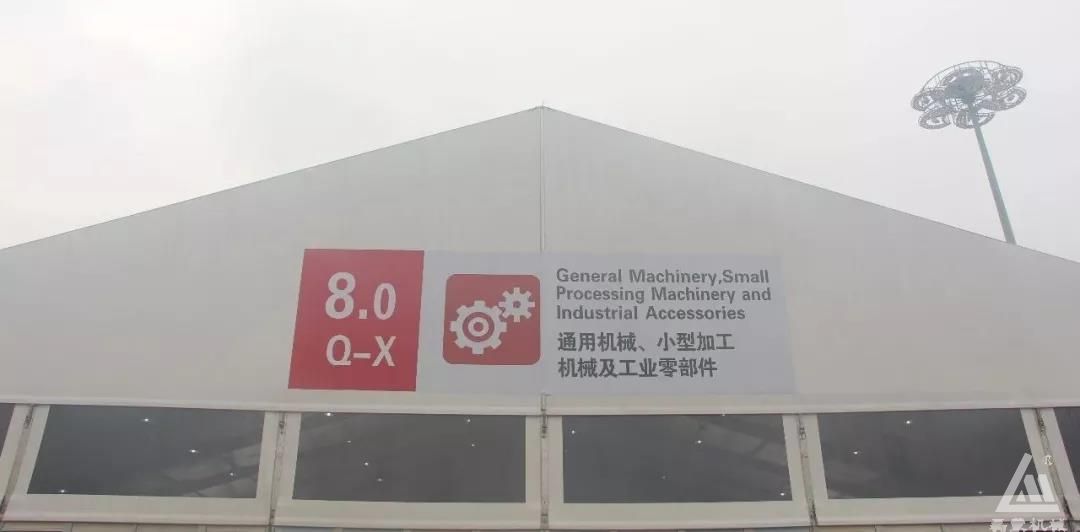 8.0
Q-X
General Machinery,Small
Processing Machinery and
Industrial Accessories
通用机械、小型加工
机械及工业零部件